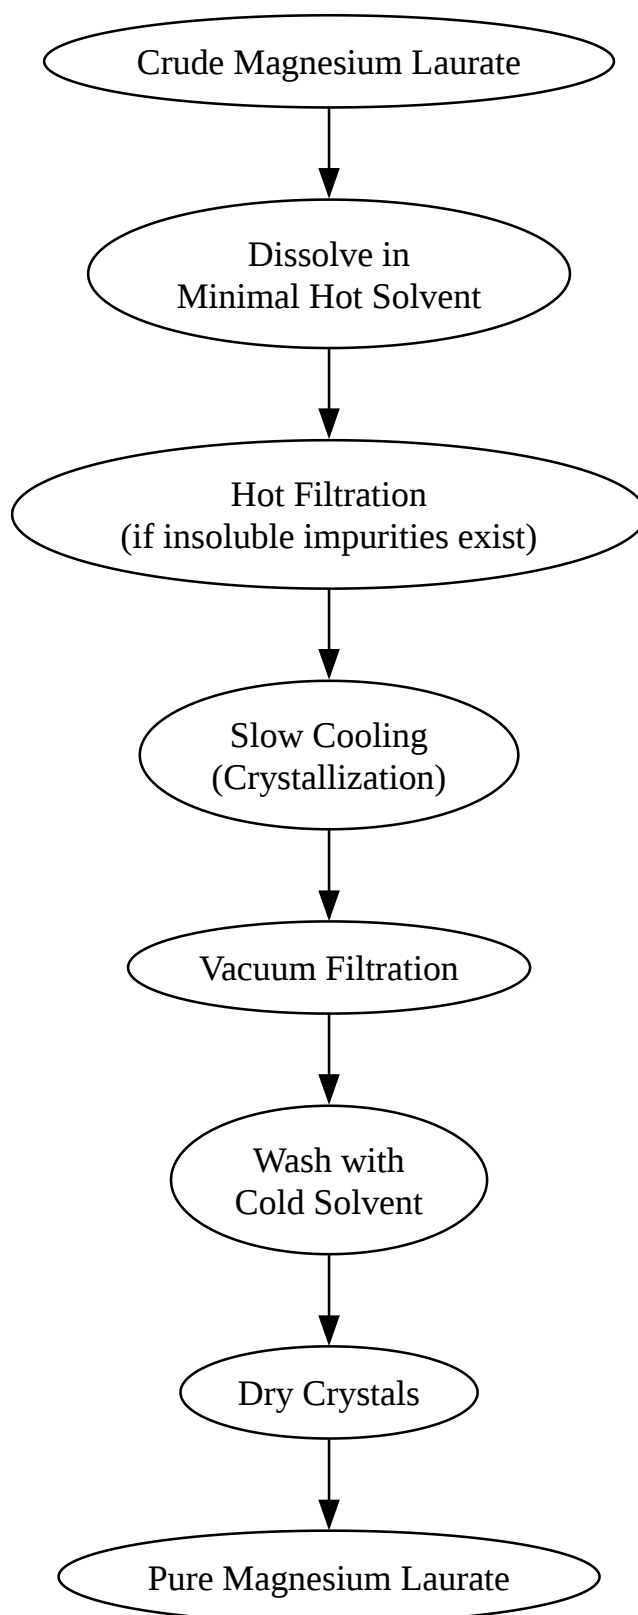 Crude Magnesium Laurate
Dissolve in
Minimal Hot Solvent
Hot Filtration
(if insoluble impurities exist)
Slow Cooling
(Crystallization)
Vacuum Filtration
Wash with
Cold Solvent
Dry Crystals
Pure Magnesium Laurate